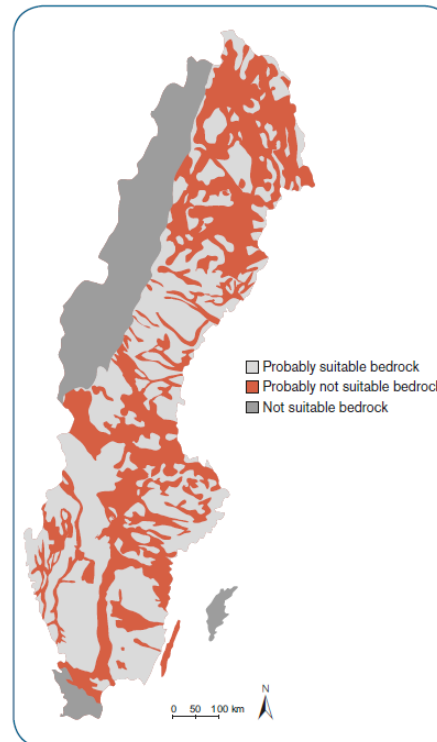 Probably suitable bedrock
Probably not suitable bedrock
Not suitable bedrock
N
0 50 100 km